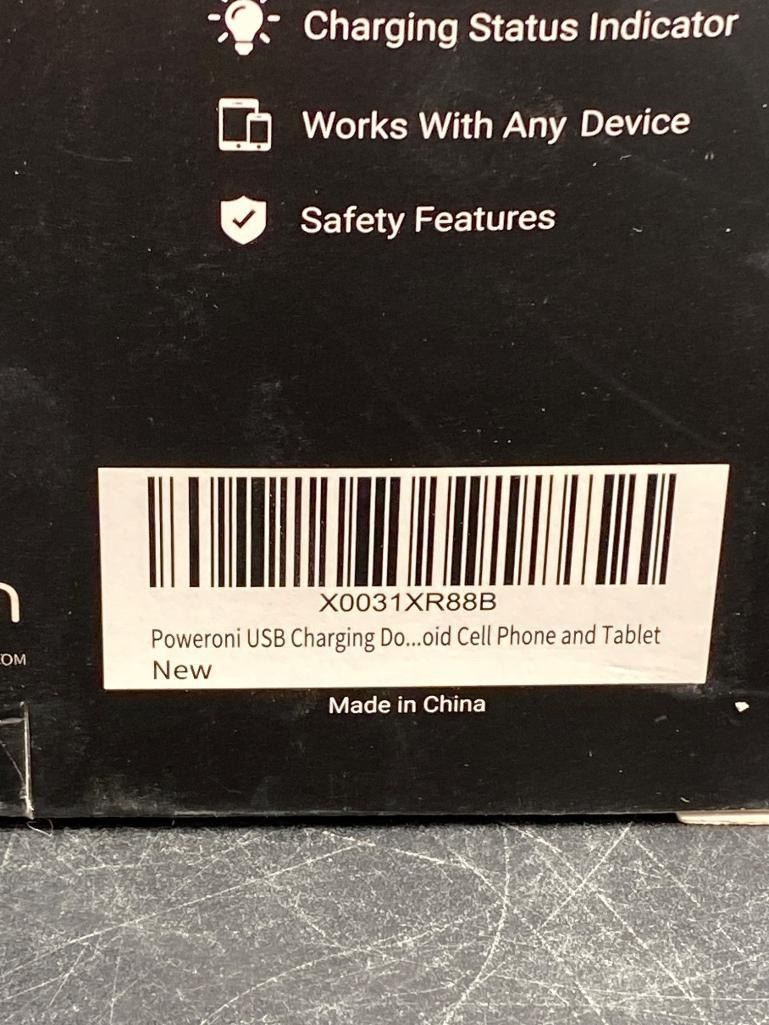 Charging Status Indicator
Works With Any Device
Safety Features
X0031XR88B
Poweroni USB Charging Do...oid Cell Phone and Tablet
New
Made in China